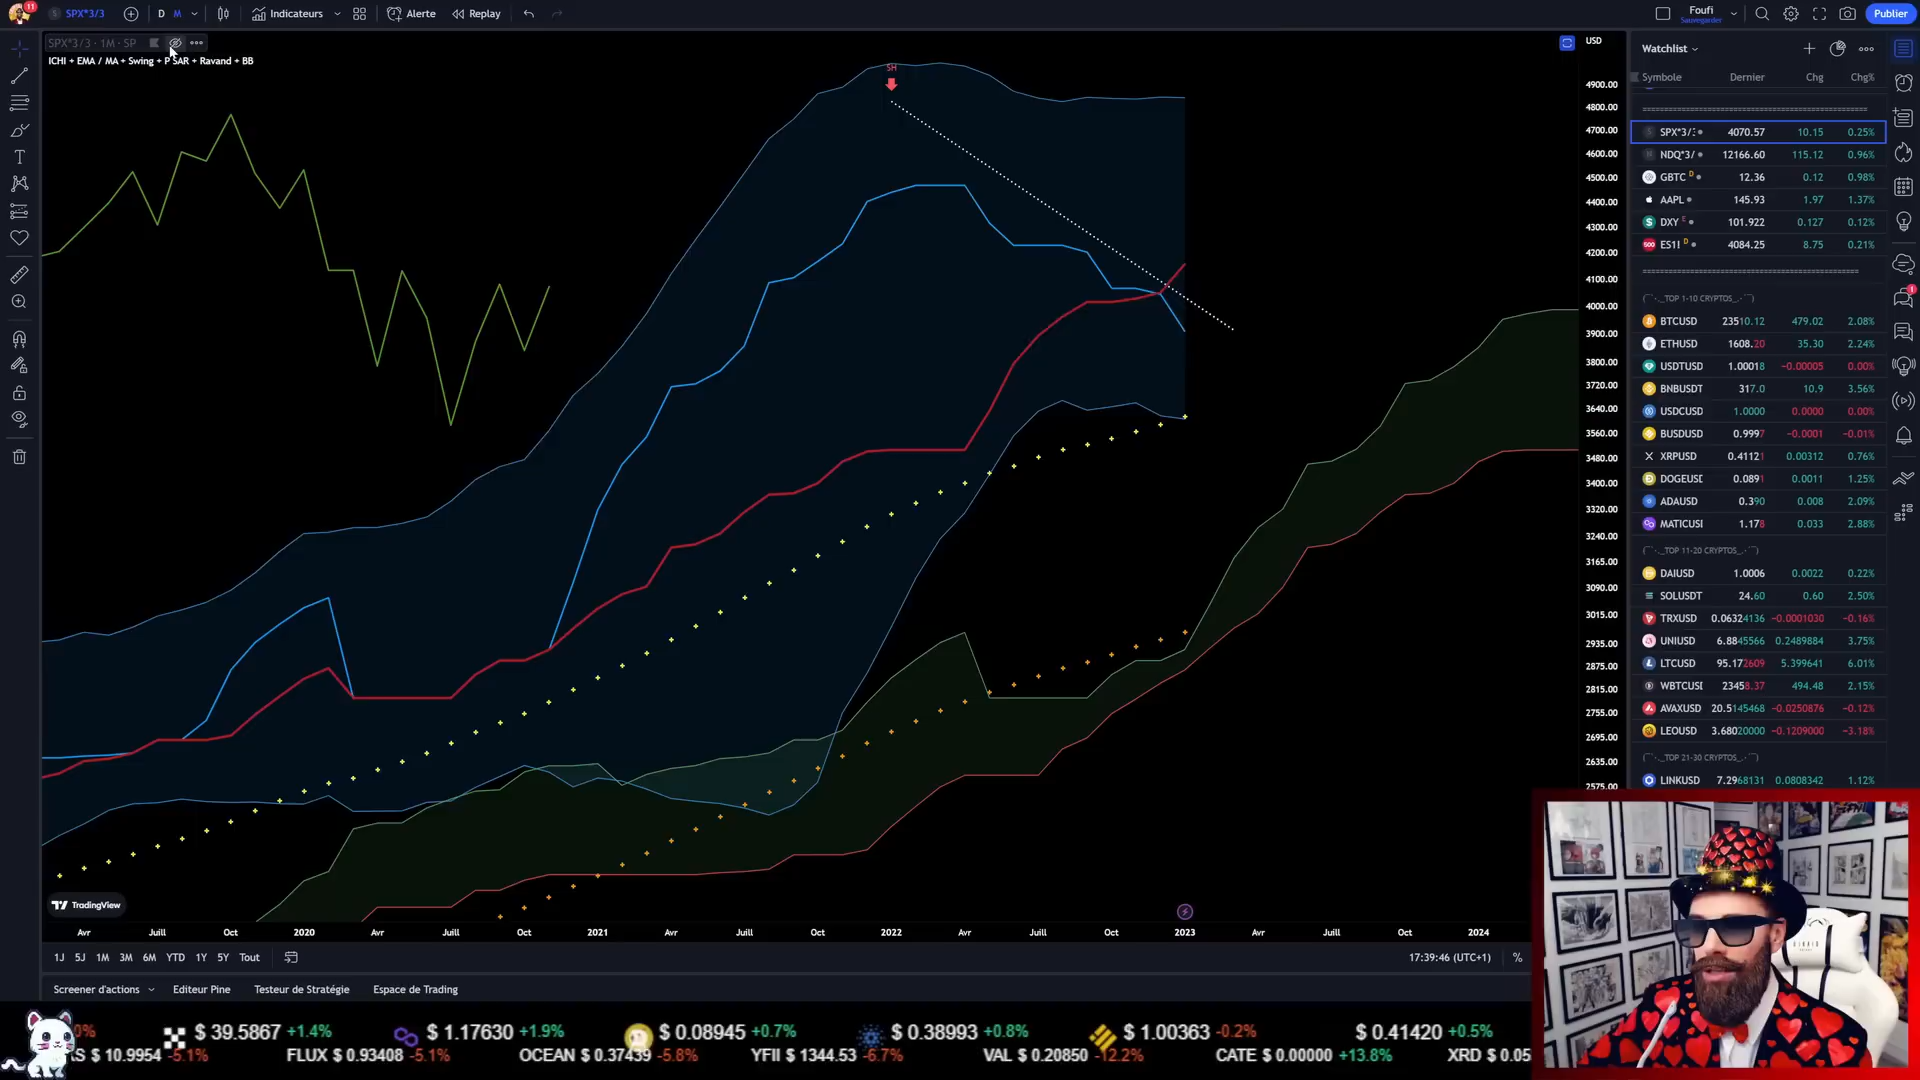 11
SPX*3/3
D
M
Indicateurs
Alerte
Replay
Foufi
Sauvegarder
Publier
SPX*3/3 · 1M · SP
ICHI + EMA / MA + Swing + P SAR + Ravand + BB
SH
USD
4900.00
4800.00
4700.00
4600.00
4500.00
4400.00
4300.00
4200.00
4100.00
4000.00
3900.00
3800.00
3720.00
3640.00
3560.00
3480.00
3400.00
3320.00
3240.00
3165.00
3090.00
3015.00
2935.00
2875.00
2815.00
2755.00
2695.00
2635.00
2575.00
TradingView
Avr Juill Oct 2020 Avr Juill Oct 2021 Avr Juill Oct 2022 Avr Juill Oct 2023 Avr Juill Oct 2024
1J 5J 1M 3M 6M YTD 1Y 5Y Tout
17:39:46 (UTC+1) %
Screener d'actions Editeur Pine Testeur de Stratégie Espace de Trading
Watchlist
Symbole Dernier Chg Chg%
SPX*3/3 4070.57 10.15 0.25%
NDQ*3/ 12166.60 115.12 0.96%
GBTC D 12.36 0.12 0.98%
AAPL 145.93 1.97 1.37%
DXY E 101.922 0.127 0.12%
ES1! D 4084.25 8.75 0.21%
TOP 1-10 CRYPTOS
BTCUSD 23510.12 479.02 2.08%
ETHUSD 1608.20 35.30 2.24%
USDTUSD 1.00018 −0.00005 0.00%
BNBUSDT 317.0 10.9 3.56%
USDCUSD 1.0000 0.0000 0.00%
BUSDUSD 0.9997 −0.0001 −0.01%
XRPUSD 0.41121 0.00312 0.76%
DOGEUSD 0.0891 0.0011 1.25%
ADAUSD 0.390 0.008 2.09%
MATICUSI 1.178 0.033 2.88%
TOP 11-20 CRYPTOS
DAIUSD 1.0006 0.0022 0.22%
SOLUSDT 24.60 0.60 2.50%
TRXUSD 0.06324136 −0.0001030 −0.16%
UNIUSD 6.8845566 0.2489884 3.75%
LTCUSD 95.172609 5.399641 6.01%
WBTCUSI 23458.37 494.48 2.15%
AVAXUSD 20.5145468 −0.0250876 −0.12%
LEOUSD 3.68020000 −0.1209000 −3.18%
TOP 21-30 CRYPTOS
LINKUSD 7.2968131 0.0808342 1.12%
1
0% $ 39.5867 +1.4% $ 1.17630 +1.9% $ 0.08945 +0.7% $ 0.38993 +0.8% $ 1.00363 -0.2% $ 0.41420 +0.5%
$ 10.9954 -5.1% FLUX $ 0.93408 -5.1% OCEAN $ 0.37439 -5.8% YFII $ 1344.53 -6.7% VAL $ 0.20850 -12.2% CATE $ 0.00000 +13.8% XRD $ 0.05